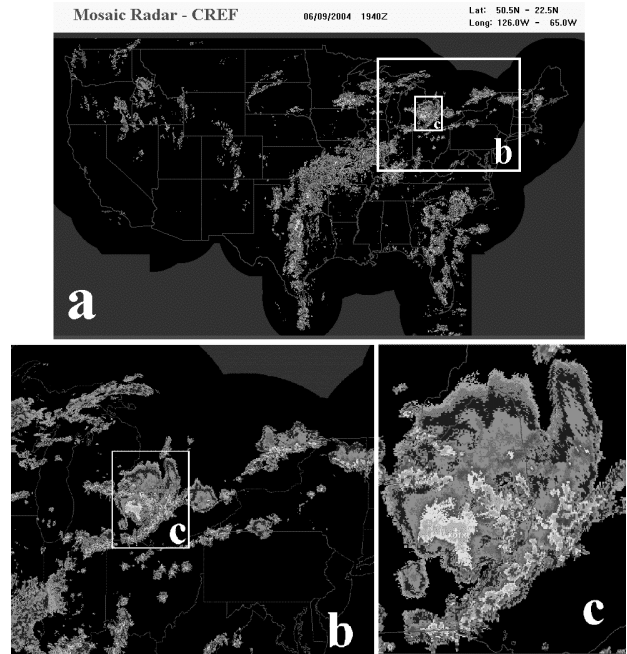 Mosaic Radar - CREF
06/09/2004 1940Z
Lat: 50.5N - 22.5N
Long: 126.0W - 65.0W
c
b
a
c
b
c